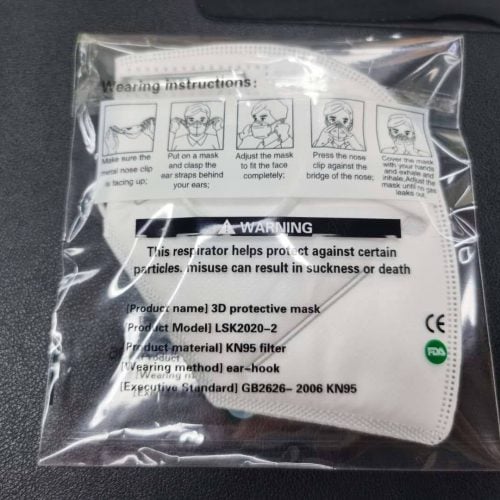 Wearing instructions:
Make sure the
metal nose clip
is facing up;
Put on a mask
and clasp the
ear straps behind
your ears;
Adjust the mask
to fit the face
completely;
Press the nose
clip against the
bridge of the nose;
Cover the mask
with your hands
and exhale and
inhale. Adjust the
mask until no gas
leaks out.
WARNING
This respirator helps protect against certain
particles. misuse can result in suckness or death
[Product name] 3D protective mask
[Product Model] LSK2020-2
[Product material] KN95 filter
[Wearing method] ear-hook
[Executive Standard] GB2626- 2006 KN95
CE
FDA